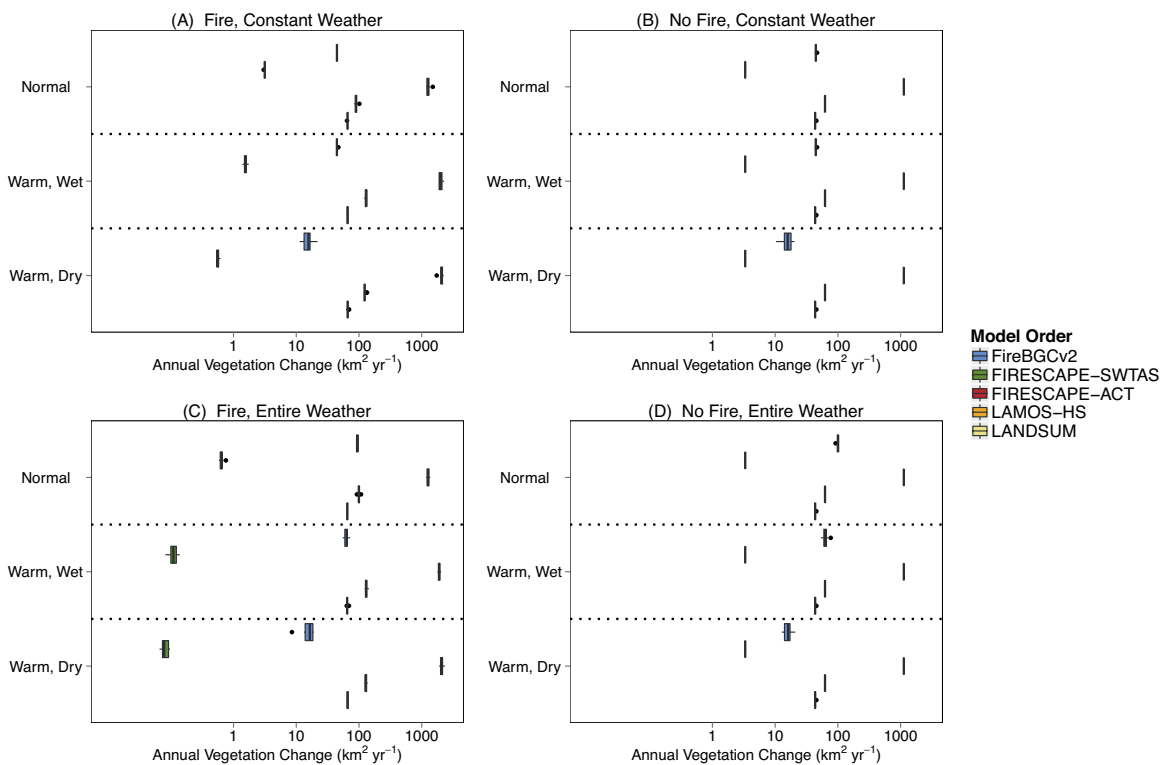 (A) Fire, Constant Weather
Normal
Warm, Wet
Warm, Dry
1 10 100 1000
Annual Vegetation Change (km² yr⁻¹)
(B) No Fire, Constant Weather
Normal
Warm, Wet
Warm, Dry
1 10 100 1000
Annual Vegetation Change (km² yr⁻¹)
(C) Fire, Entire Weather
Normal
Warm, Wet
Warm, Dry
1 10 100 1000
Annual Vegetation Change (km² yr⁻¹)
(D) No Fire, Entire Weather
Normal
Warm, Wet
Warm, Dry
1 10 100 1000
Annual Vegetation Change (km² yr⁻¹)
Model Order
FireBGCv2
FIRESCAPE−SWTAS
FIRESCAPE−ACT
LAMOS−HS
LANDSUM